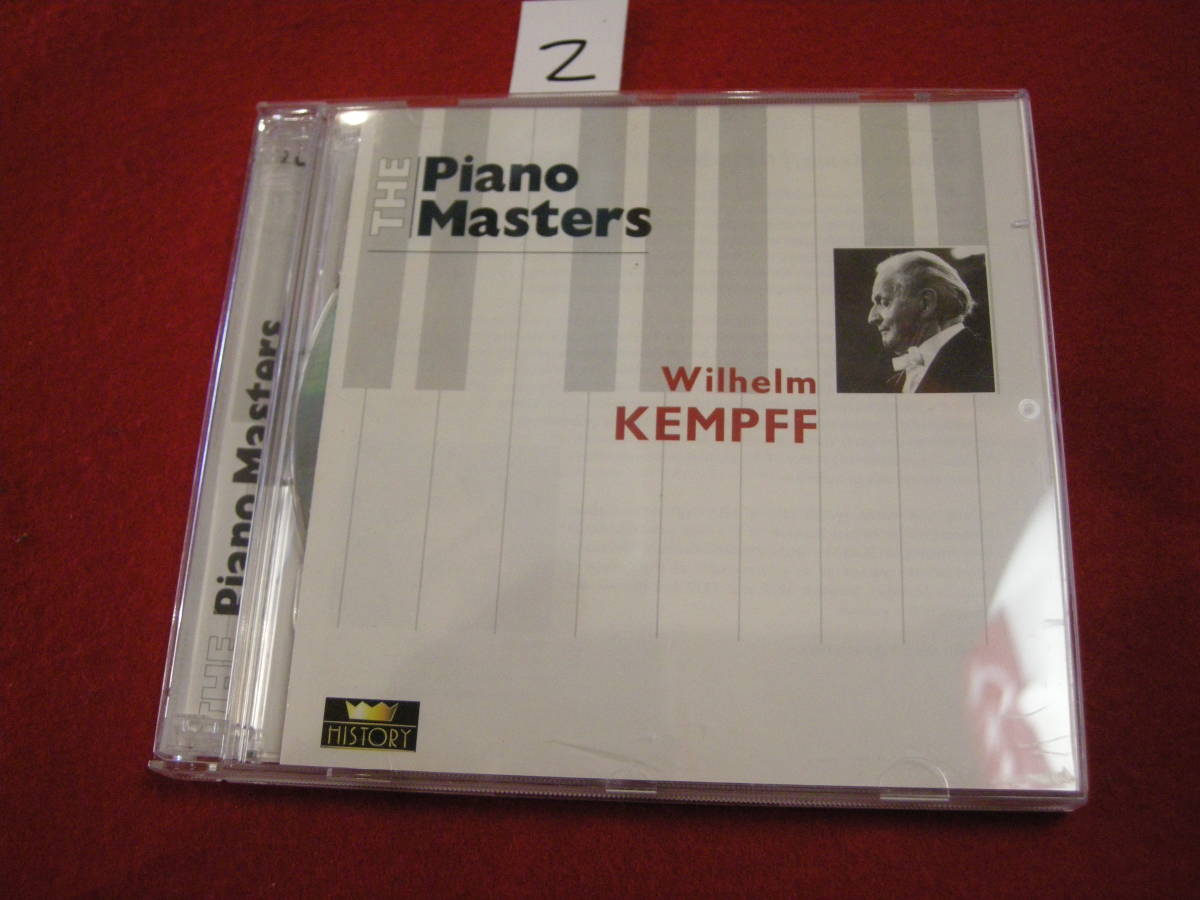 2
THE
Piano
Masters
Wilhelm
KEMPFF
HISTORY
THE Piano Masters